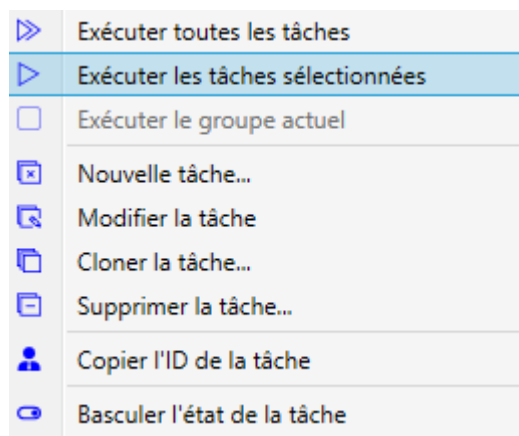 Exécuter toutes les tâches
Exécuter les tâches sélectionnées
Exécuter le groupe actuel
Nouvelle tâche...
Modifier la tâche
Cloner la tâche...
Supprimer la tâche...
Copier l'ID de la tâche
Basculer l'état de la tâche